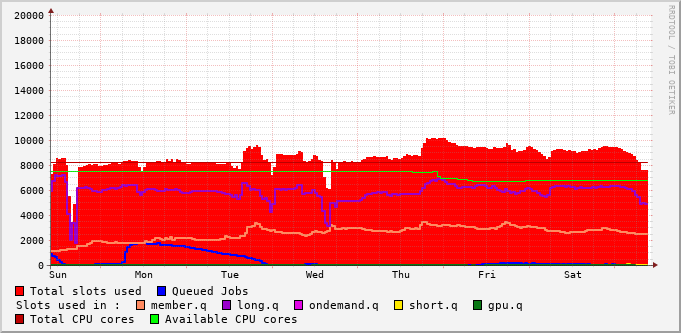 20000
18000
16000
14000
12000
10000
8000
6000
4000
2000
0
Sun Mon Tue Wed Thu Fri Sat
Total slots used Queued Jobs
Slots used in : member.q long.q ondemand.q short.q gpu.q
Total CPU cores Available CPU cores
RRDTOOL / TOBI OETIKER